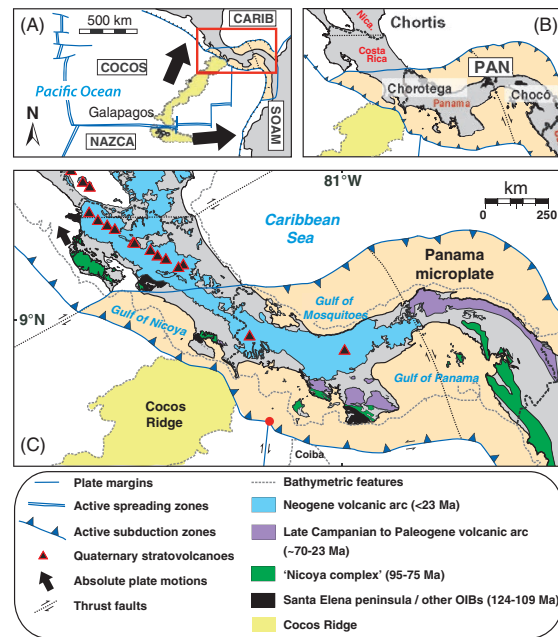 (A)
500 km
CARIB
COCOS
Pacific Ocean
Galapagos
N
NAZCA
SOAM
(B)
Nica.
Chortis
Costa
Rica
PAN
Chorotega
Panama
Chocó
km
0 250
81°W
Caribbean
Sea
Panama
microplate
Gulf of
Mosquitoes
9°N
Gulf of Nicoya
Gulf of Panama
Cocos
Ridge
(C)
Coiba
Plate margins
Active spreading zones
Active subduction zones
Quaternary stratovolcanoes
Absolute plate motions
Thrust faults
Bathymetric features
Neogene volcanic arc (<23 Ma)
Late Campanian to Paleogene volcanic arc
(~70-23 Ma)
‘Nicoya complex’ (95-75 Ma)
Santa Elena peninsula / other OIBs (124-109 Ma)
Cocos Ridge